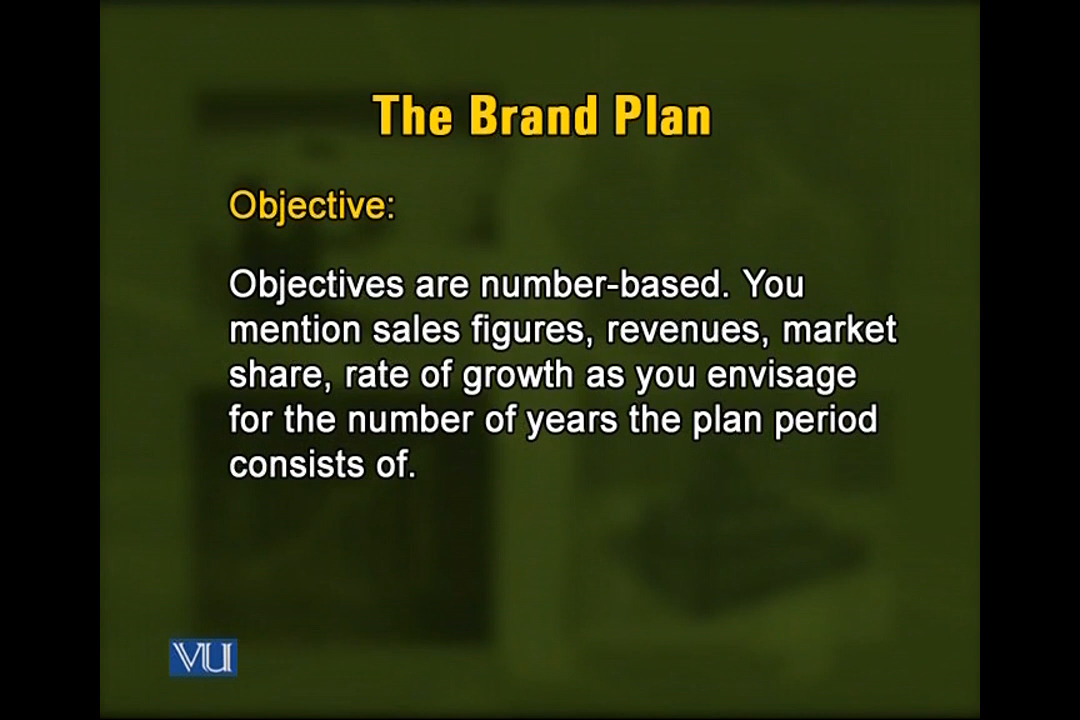 The Brand Plan
Objective:
Objectives are number-based. You
mention sales figures, revenues, market
share, rate of growth as you envisage
for the number of years the plan period
consists of.
VU